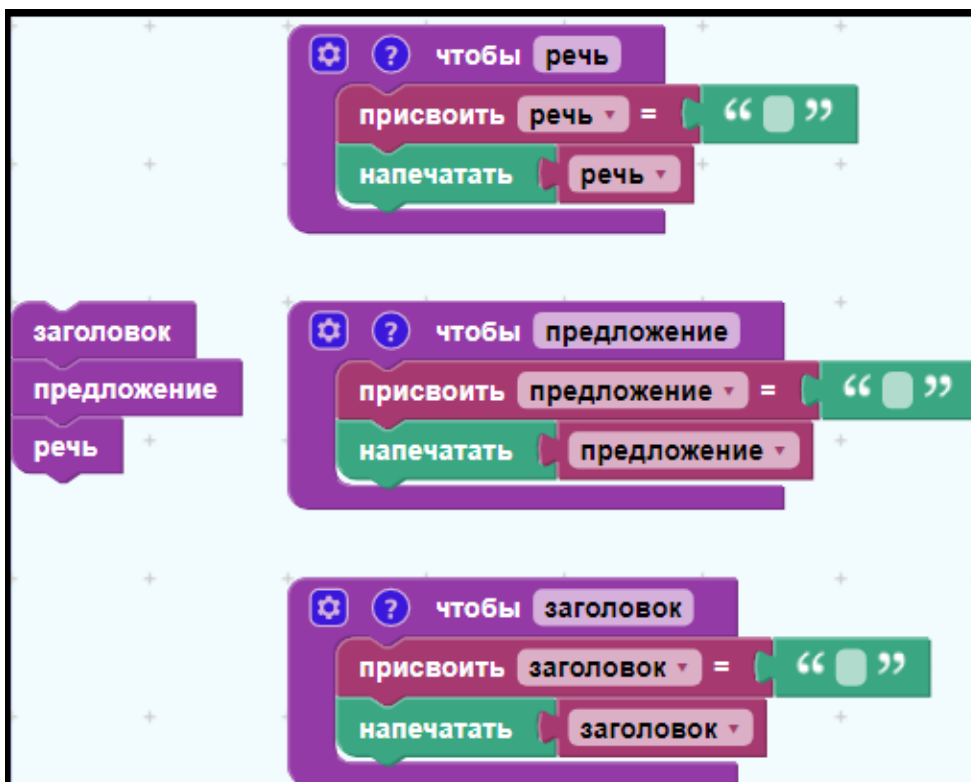 ? чтобы речь
присвоить речь = “ ”
напечатать речь
заголовок
предложение
речь
? чтобы предложение
присвоить предложение = “ ”
напечатать предложение
? чтобы заголовок
присвоить заголовок = “ ”
напечатать заголовок